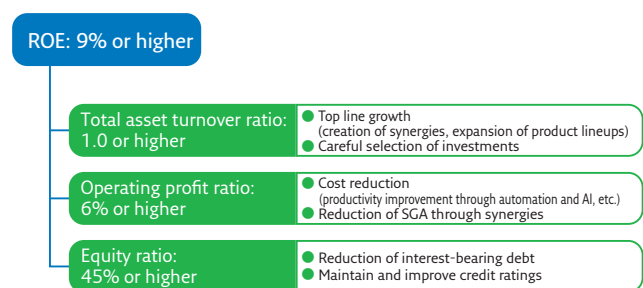 ROE: 9% or higher
Total asset turnover ratio:
1.0 or higher
● Top line growth
(creation of synergies, expansion of product lineups)
● Careful selection of investments
Operating profit ratio:
6% or higher
● Cost reduction
(productivity improvement through automation and AI, etc.)
● Reduction of SGA through synergies
Equity ratio:
45% or higher
● Reduction of interest-bearing debt
● Maintain and improve credit ratings